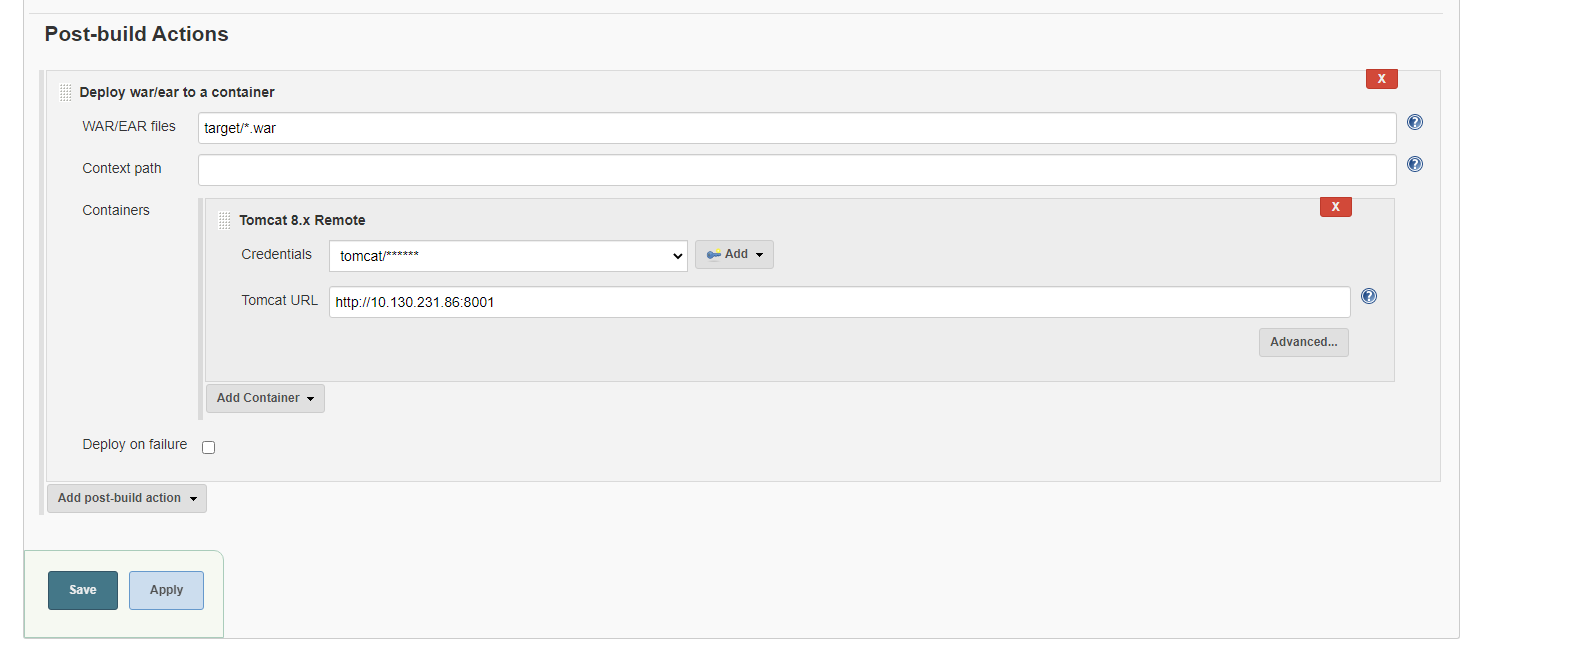 Post-build Actions
X
Deploy war/ear to a container
WAR/EAR files target/*.war ?
Context path ?
Containers
X
Tomcat 8.x Remote
Credentials tomcat/****** Add
Tomcat URL http://10.130.231.86:8001 ?
Advanced...
Add Container
Deploy on failure
Add post-build action
Save Apply